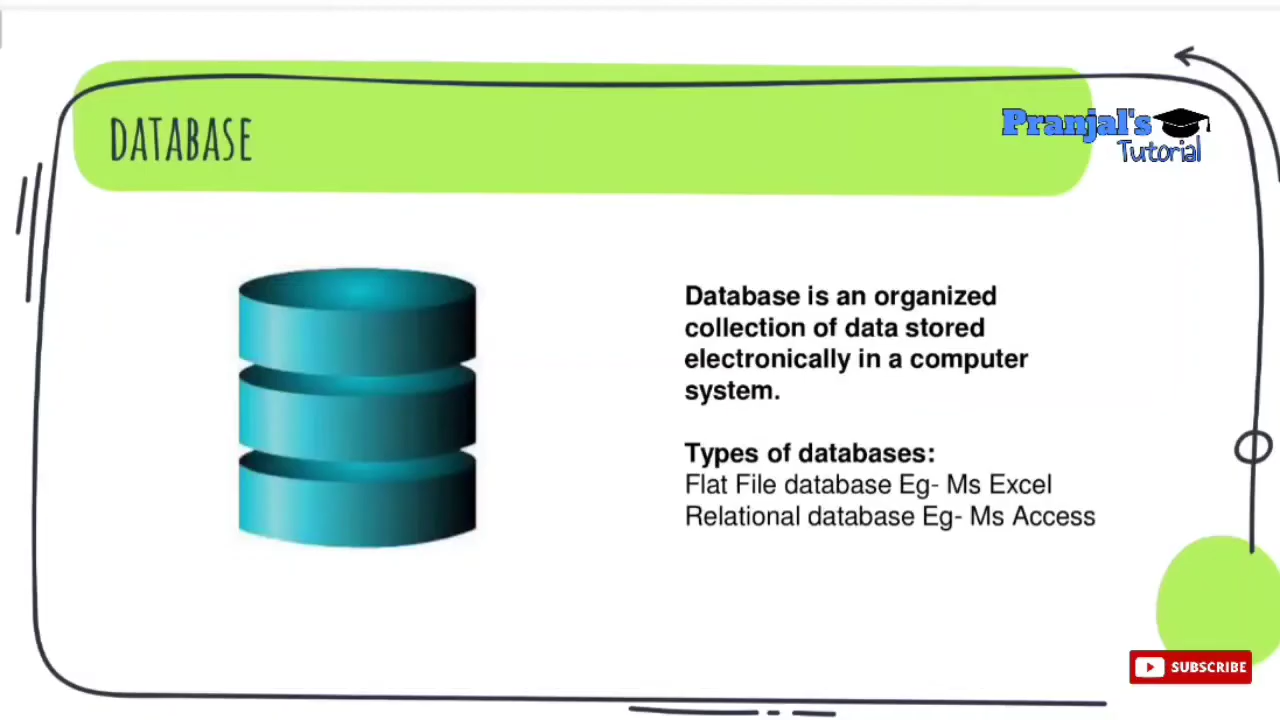 DATABASE
Pranjal's
Tutorial
Database is an organized
collection of data stored
electronically in a computer
system.
Types of databases:
Flat File database Eg- Ms Excel
Relational database Eg- Ms Access
SUBSCRIBE